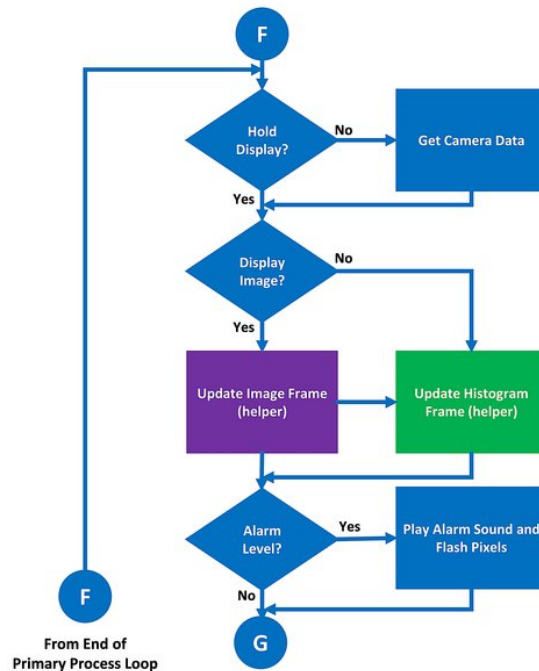 F
Hold
Display?
No
Get Camera Data
Yes
Display
Image?
No
Yes
Update Image Frame
(helper)
Update Histogram
Frame (helper)
Alarm
Level?
Yes
Play Alarm Sound and
Flash Pixels
No
F
G
From End of
Primary Process Loop